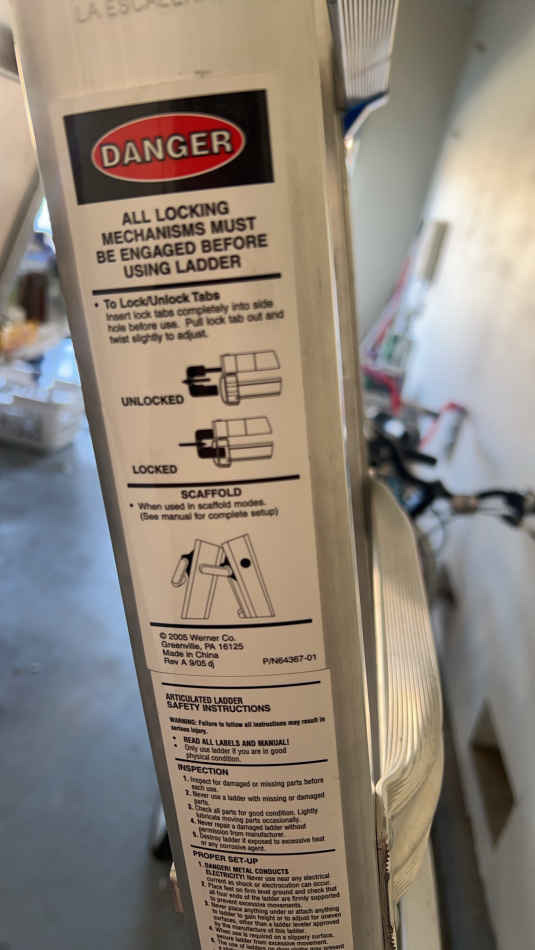 LA ESCALERA
DANGER
ALL LOCKING
MECHANISMS MUST
BE ENGAGED BEFORE
USING LADDER
• To Lock/Unlock Tabs
Insert lock tabs completely into side
hole before use. Pull lock tab out and
twist slightly to adjust.
UNLOCKED
LOCKED
SCAFFOLD
• When used in scaffold modes.
(See manual for complete setup)
© 2005 Werner Co.
Greenville, PA 16125
Made in China
Rev A 9/05 dj
P/N64367-01
ARTICULATED LADDER
SAFETY INSTRUCTIONS
WARNING: Failure to follow all instructions may result in
serious injury.
• READ ALL LABELS AND MANUAL!
• Only use ladder if you are in good
physical condition.
INSPECTION
1. Inspect for damaged or missing parts before
each use.
2. Never use a ladder with missing or damaged
parts.
3. Check all parts for good condition. Lightly
lubricate moving parts occasionally.
4. Never repair a damaged ladder without
permission from manufacturer.
5. Destroy ladder if exposed to excessive heat
or any corrosive agent.
PROPER SET-UP
1. DANGER! METAL CONDUCTS
ELECTRICITY! Never use near any electrical
current as shock or electrocution can occur.
2. Place feet on firm level ground and check that
all four ends of the ladder are firmly supported
to prevent excessive movements.
3. Never place anything under or attach anything
to ladder to gain height or to adjust for uneven
surfaces, other than a ladder leveler approved
by the manufacture of this ladder.
4. When use is required on a slippery surface,
secure ladder from excessive movement.
5. The use of ladders on